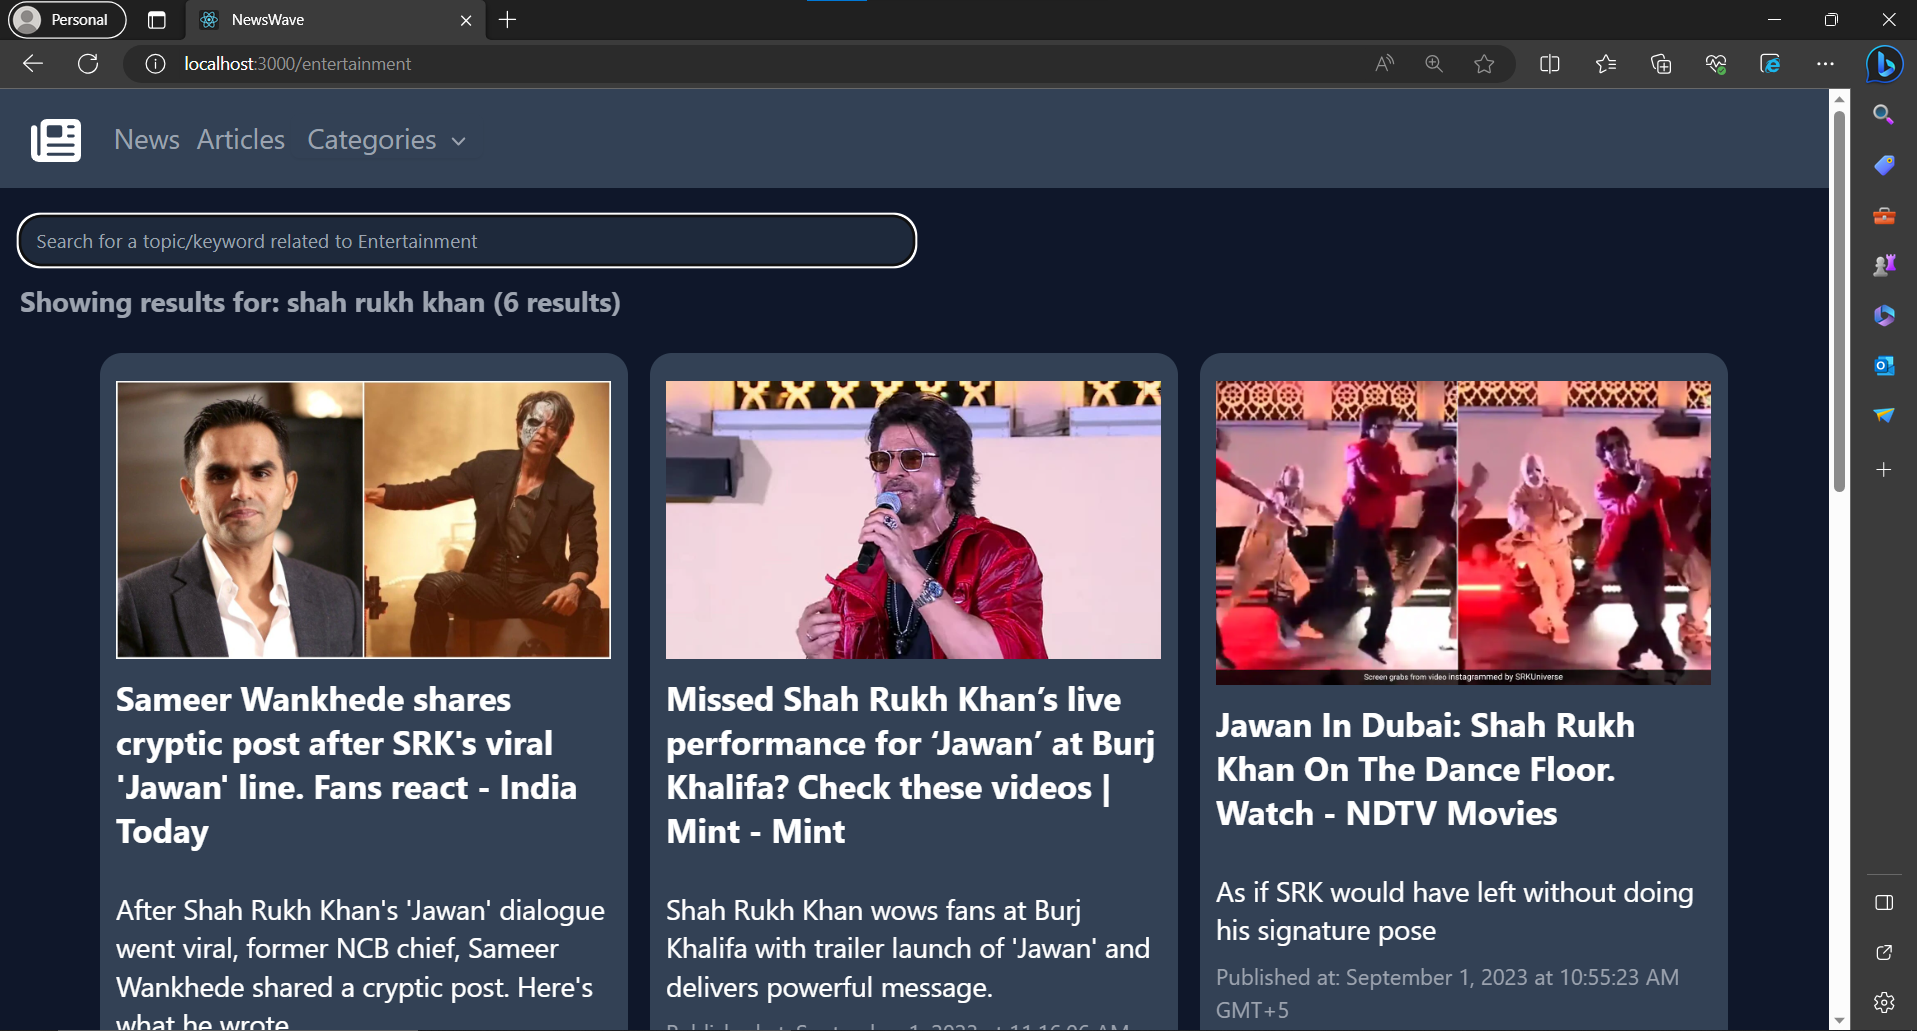 Personal
NewsWave
localhost:3000/entertainment
News Articles Categories
Search for a topic/keyword related to Entertainment
Showing results for: shah rukh khan (6 results)
Sameer Wankhede shares
cryptic post after SRK's viral
'Jawan' line. Fans react - India
Today
After Shah Rukh Khan's 'Jawan' dialogue
went viral, former NCB chief, Sameer
Wankhede shared a cryptic post. Here's
what he wrote
Missed Shah Rukh Khan’s live
performance for ‘Jawan’ at Burj
Khalifa? Check these videos |
Mint - Mint
Shah Rukh Khan wows fans at Burj
Khalifa with trailer launch of 'Jawan' and
delivers powerful message.
Screen grabs from video instagrammed by SRKUniverse
Jawan In Dubai: Shah Rukh
Khan On The Dance Floor.
Watch - NDTV Movies
As if SRK would have left without doing
his signature pose
Published at: September 1, 2023 at 10:55:23 AM
GMT+5